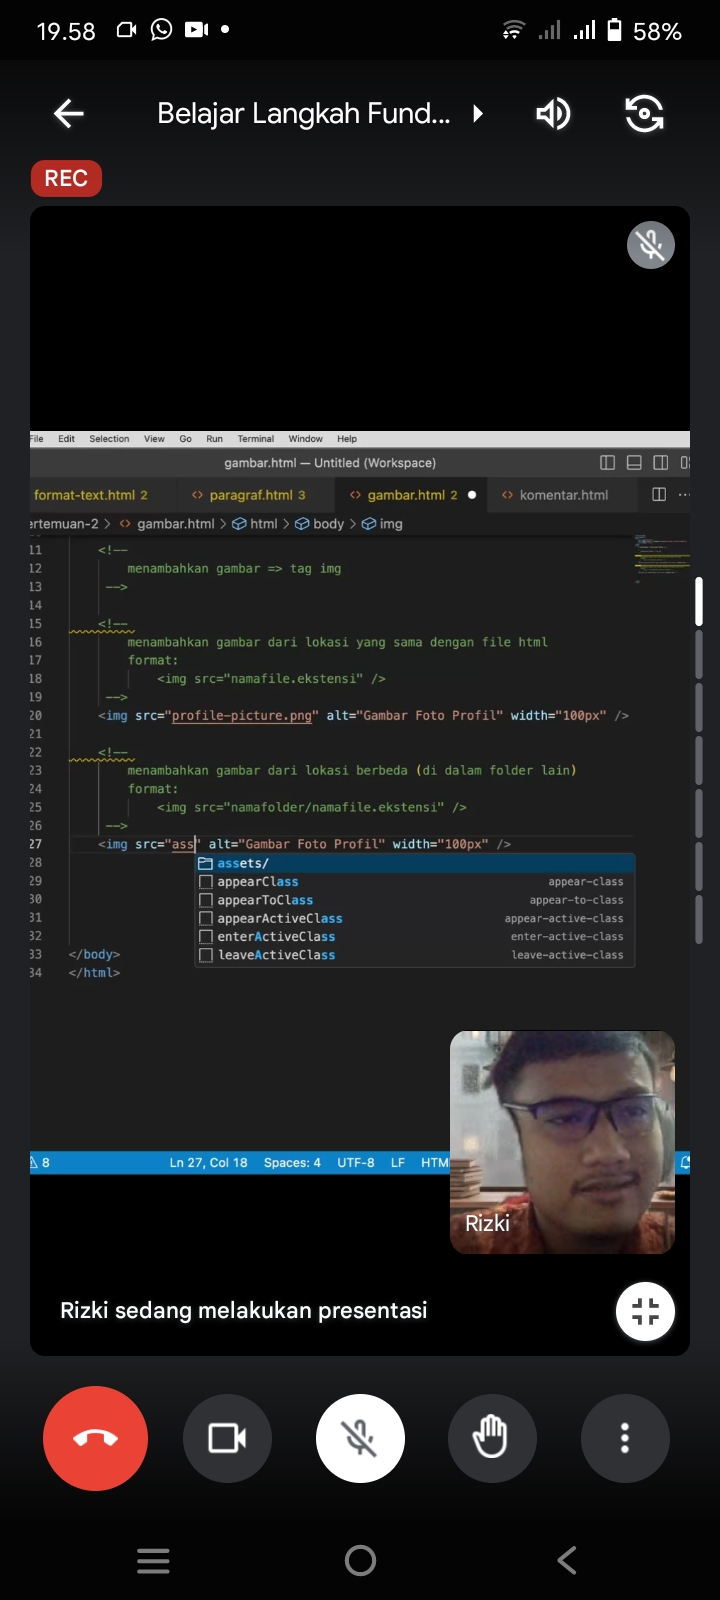 19.58 58%
Belajar Langkah Fund...
REC
File Edit Selection View Go Run Terminal Window Help
gambar.html — Untitled (Workspace)
format-text.html 2 <> paragraf.html 3 <> gambar.html 2 ● <> komentar.html ...
ertemuan-2 > <> gambar.html > html > body > img
11 <!--
12 menambahkan gambar => tag img
13 -->
14
15 <!--
16 menambahkan gambar dari lokasi yang sama dengan file html
17 format:
18 <img src="namafile.ekstensi" />
19 -->
20 <img src="profile-picture.png" alt="Gambar Foto Profil" width="100px" />
21
22 <!--
23 menambahkan gambar dari lokasi berbeda (di dalam folder lain)
24 format:
25 <img src="namafolder/namafile.ekstensi" />
26 -->
27 <img src="ass" alt="Gambar Foto Profil" width="100px" />
28 assets/
29 appearClass appear-class
30 appearToClass appear-to-class
31 appearActiveClass appear-active-class
32 enterActiveClass enter-active-class
leaveActiveClass leave-active-class
33 </body>
34 </html>
8 Ln 27, Col 18 Spaces: 4 UTF-8 LF HTM
Rizki
Rizki sedang melakukan presentasi